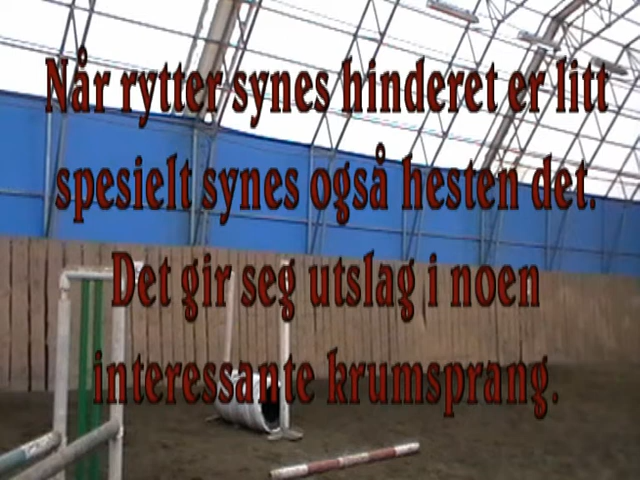 Når rytter synes hinderet er litt
spesielt synes også hesten det.
Det gir seg utslag i noen
interessante krumsprang.